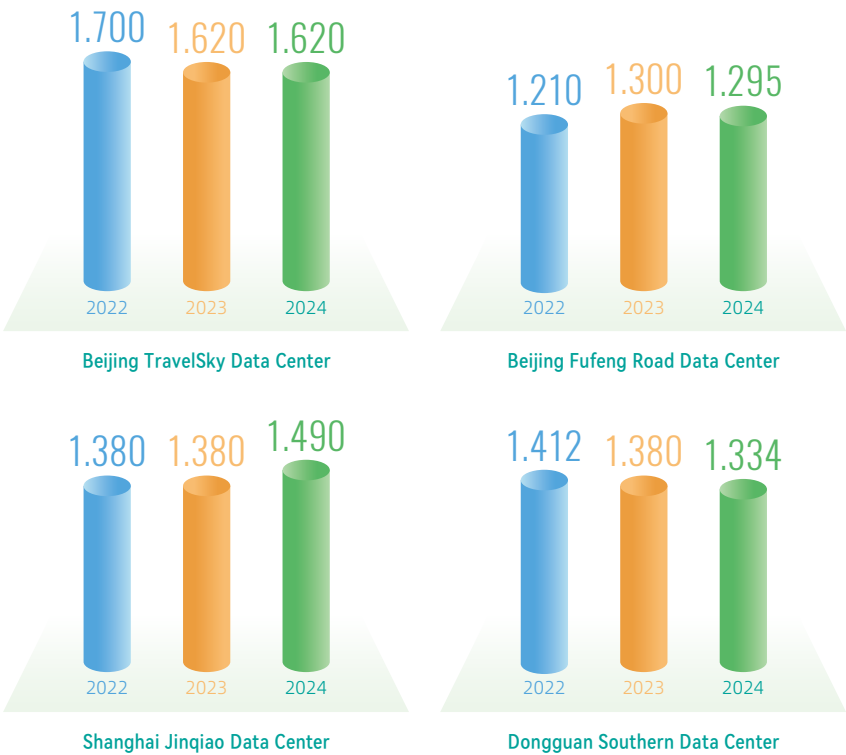 1.700 1.620 1.620
2022 2023 2024
Beijing TravelSky Data Center
1.210 1.300 1.295
2022 2023 2024
Beijing Fufeng Road Data Center
1.380 1.380 1.490
2022 2023 2024
Shanghai Jinqiao Data Center
1.412 1.380 1.334
2022 2023 2024
Dongguan Southern Data Center